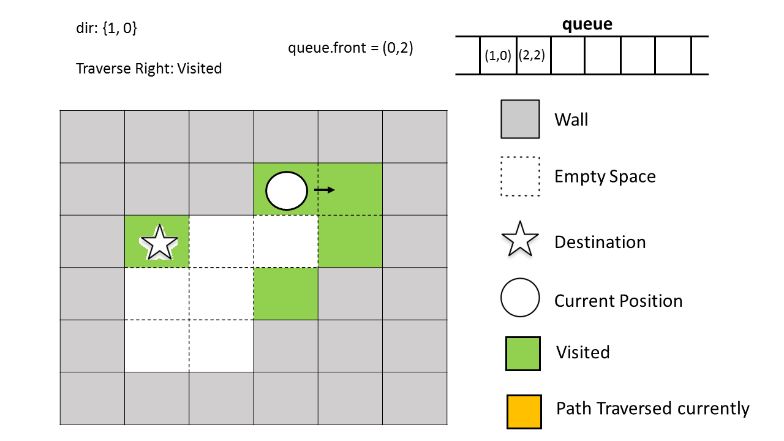 dir: {1, 0}
queue.front = (0,2)
Traverse Right: Visited
queue
(1,0) (2,2)
Wall
Empty Space
Destination
Current Position
Visited
Path Traversed currently